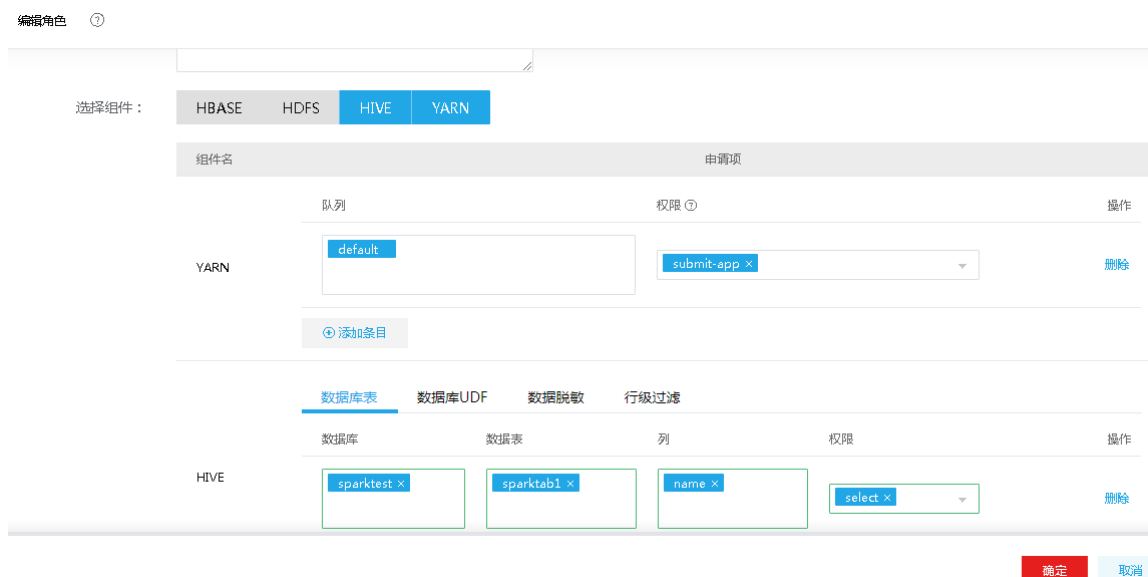 编辑角色 ?
选择组件： HBASE HDFS HIVE YARN
组件名 申请项
队列 权限 ? 操作
YARN default submit-app × 删除
添加条目
数据库表 数据库UDF 数据脱敏 行级过滤
数据库 数据表 列 权限 操作
HIVE sparktest × sparktab1 × name × select × 删除
确定 取消